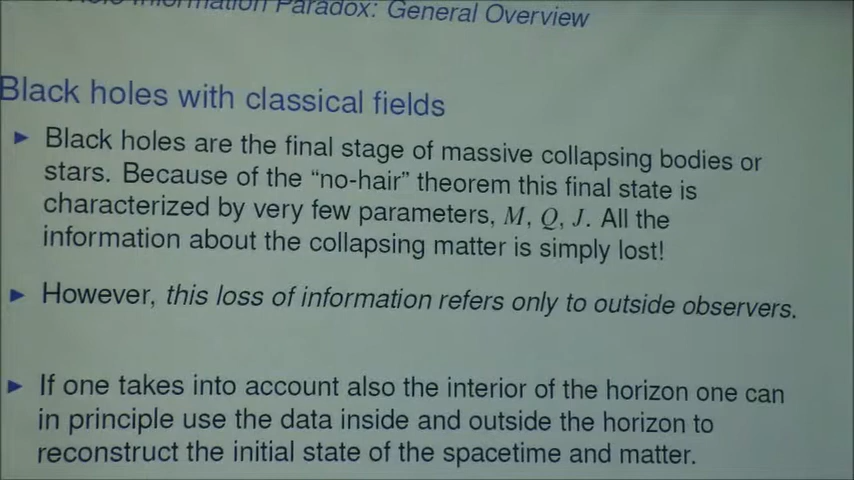 Information Paradox: General Overview
Black holes with classical fields
► Black holes are the final stage of massive collapsing bodies or
stars. Because of the "no-hair" theorem this final state is
characterized by very few parameters, M, Q, J. All the
information about the collapsing matter is simply lost!
► However, this loss of information refers only to outside observers.
► If one takes into account also the interior of the horizon one can
in principle use the data inside and outside the horizon to
reconstruct the initial state of the spacetime and matter.